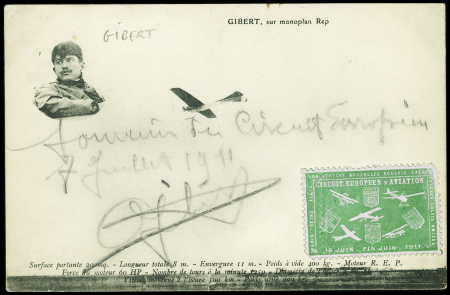 GIBERT, sur monoplan Rep
GIBERT
Souvenir du Circuit Européen
7 Juillet 1911
Gibert
CIRCUIT EUROPÉEN D'AVIATION
18 JUIN - FIN JUIN 1911
Surface portante 20 mq. - Longueur totale 8 m. - Envergure 11 m. - Poids à vide 400 kg. - Moteur R. E. P.
Force moteur 60 HP - Nombre de tours à la minute